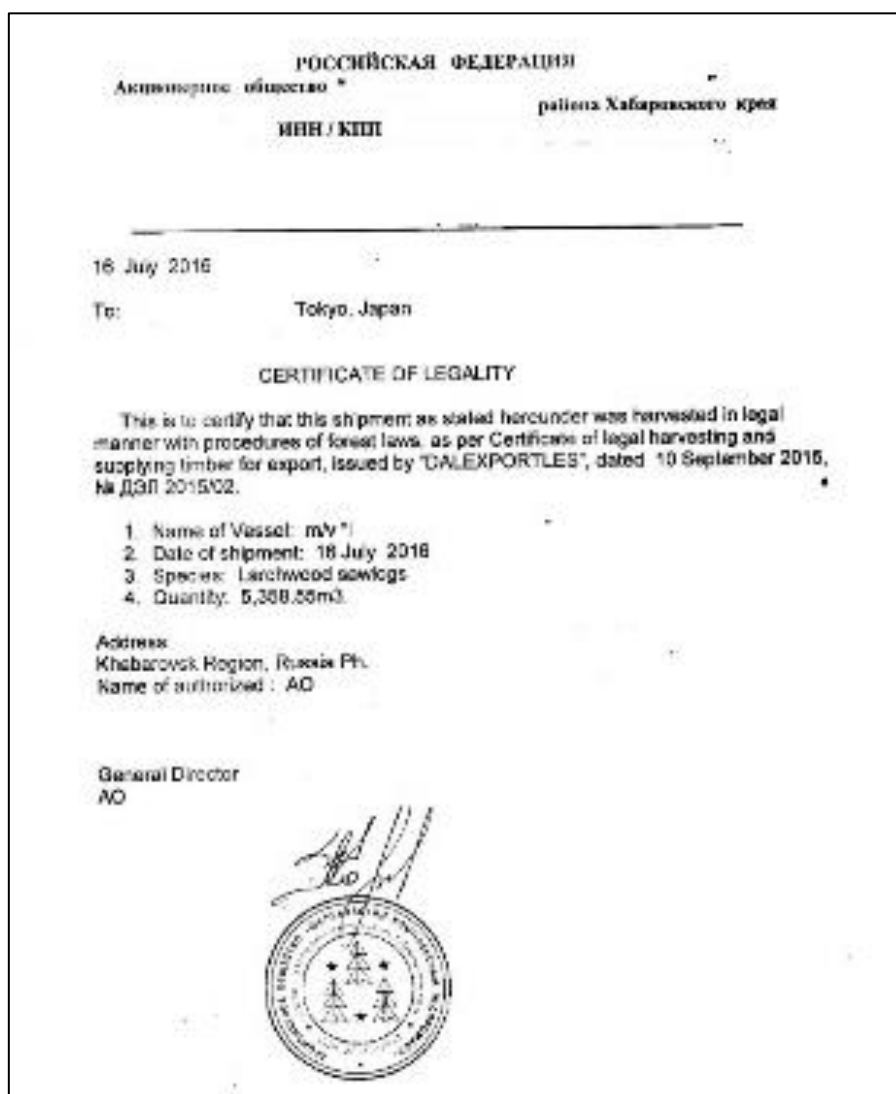 РОССИЙСКАЯ ФЕДЕРАЦИЯ
Акционерное общество "
"
района Хабаровского края
ИНН / КПП
16 July 2016
To: Tokyo, Japan
CERTIFICATE OF LEGALITY
This is to certify that this shipment as stated hereunder was harvested in legal
manner with procedures of forest laws, as per Certificate of legal harvesting and
supplying timber for export, issued by "DALEXPORTLES", dated 10 September 2015,
№ ДЭЛ 2015/02.
1. Name of Vessel: m/v "
2. Date of shipment: 16 July 2016
3. Species: Larchwood sawlogs
4. Quantity: 5,358.55m3
Address
Khabarovsk Region, Russia Ph.
Name of authorized : AO
General Director
AO